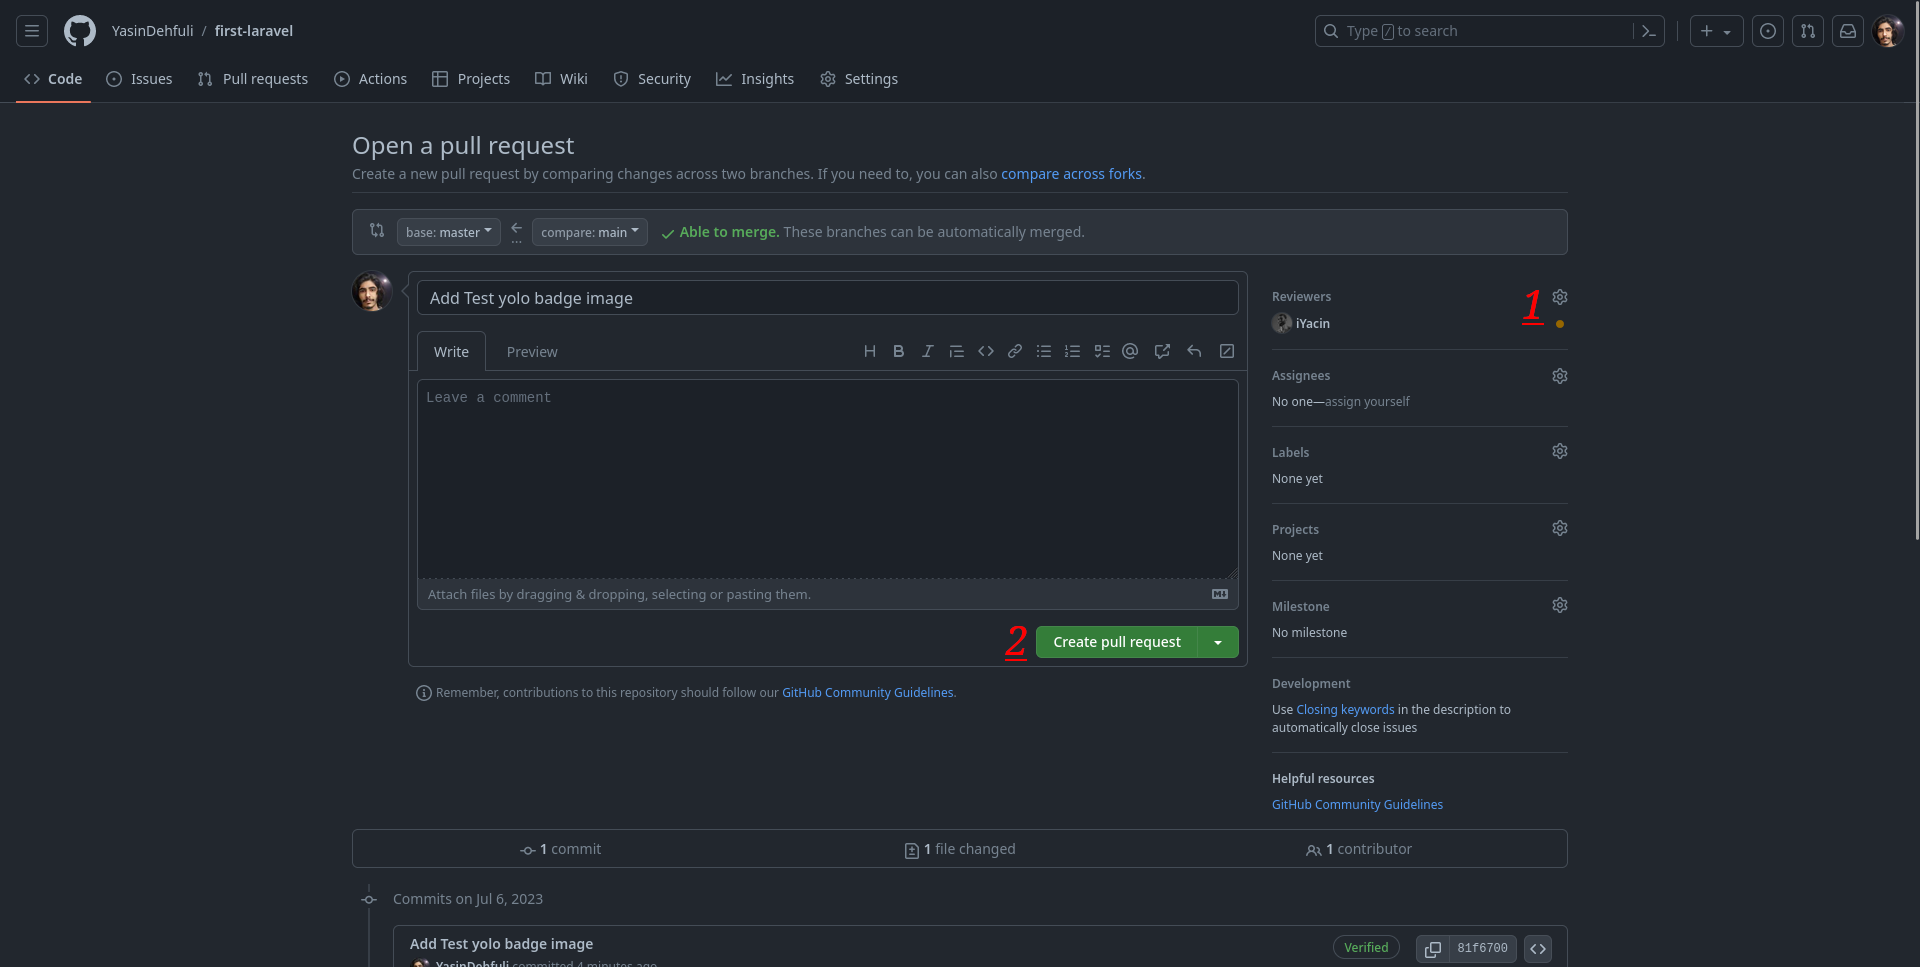 YasinDehfuli / first-laravel
Type / to search
Code Issues Pull requests Actions Projects Wiki Security Insights Settings
Open a pull request
Create a new pull request by comparing changes across two branches. If you need to, you can also compare across forks.
base: master compare: main Able to merge. These branches can be automatically merged.
Add Test yolo badge image
Write Preview
Leave a comment
Attach files by dragging & dropping, selecting or pasting them.
2 Create pull request
Remember, contributions to this repository should follow our GitHub Community Guidelines.
Reviewers
1
iYacin
Assignees
No one—assign yourself
Labels
None yet
Projects
None yet
Milestone
No milestone
Development
Use Closing keywords in the description to
automatically close issues
Helpful resources
GitHub Community Guidelines
1 commit 1 file changed 1 contributor
Commits on Jul 6, 2023
Add Test yolo badge image
Verified 81f6700
YasinDehfuli committed 4 minutes ago